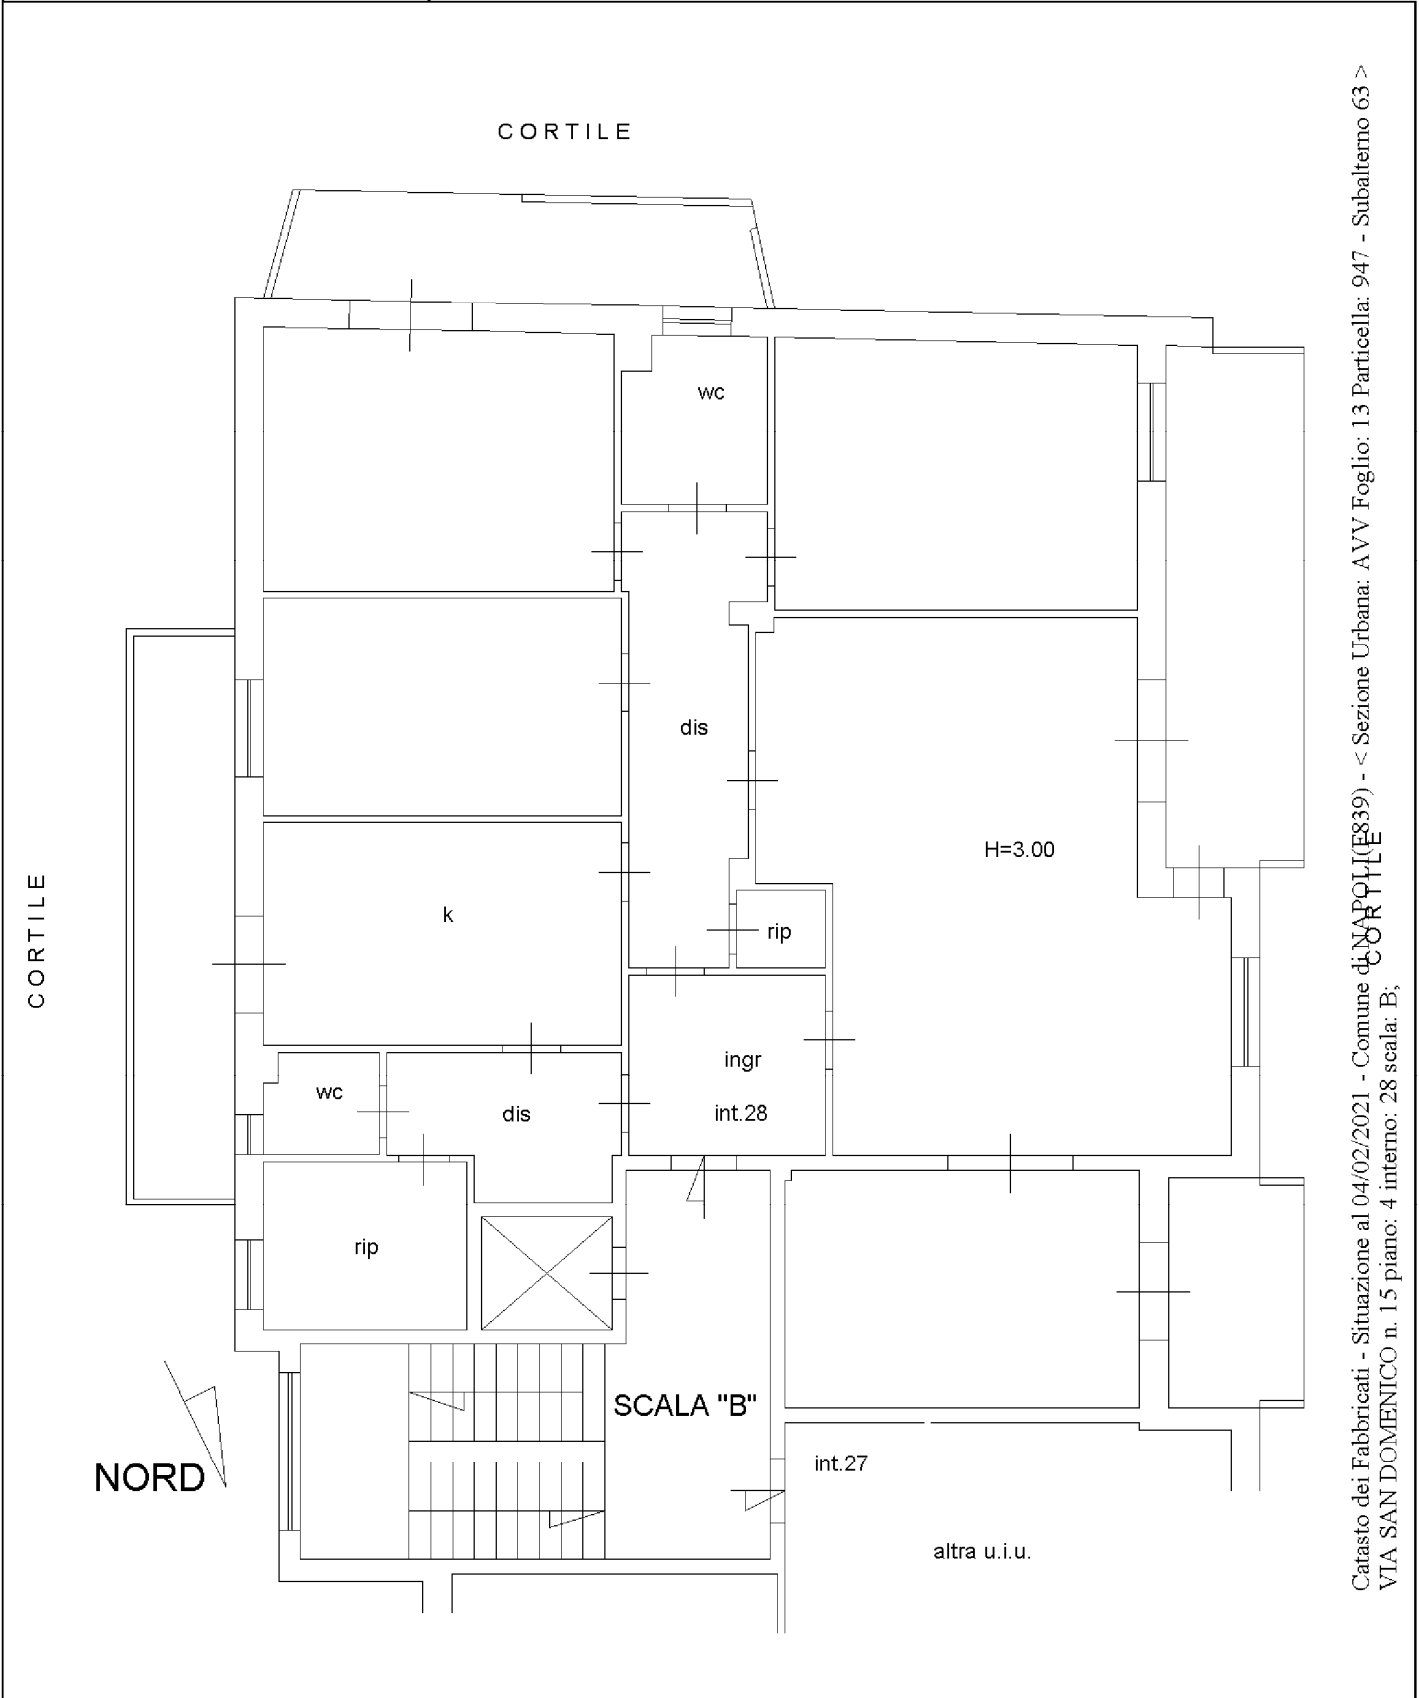 CORTILE
wc
dis
H=3.00
CORTILE
k
rip
CORTILE
ingr
int.28
wc
dis
rip
SCALA "B"
NORD
int.27
altra u.i.u.
Catasto dei Fabbricati - Situazione al 04/02/2021 - Comune di NAPOLI(F839) - < Sezione Urbana: AVV Foglio: 13 Particella: 947 - Subalterno 63 >
VIA SAN DOMENICO n. 15 piano: 4 interno: 28 scala: B;